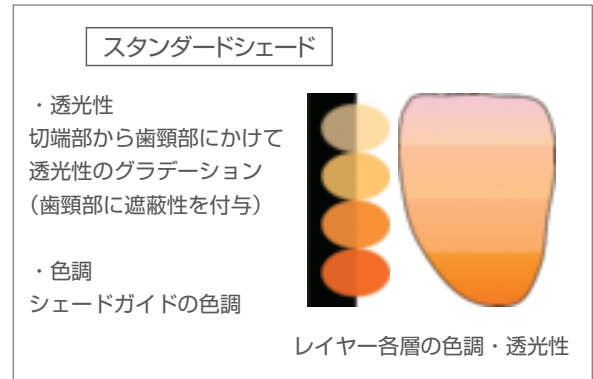 スタンダードシェード
・透光性
切端部から歯頸部にかけて
透光性のグラデーション
（歯頸部に遮蔽性を付与）
・色調
シェードガイドの色調
レイヤー各層の色調・透光性